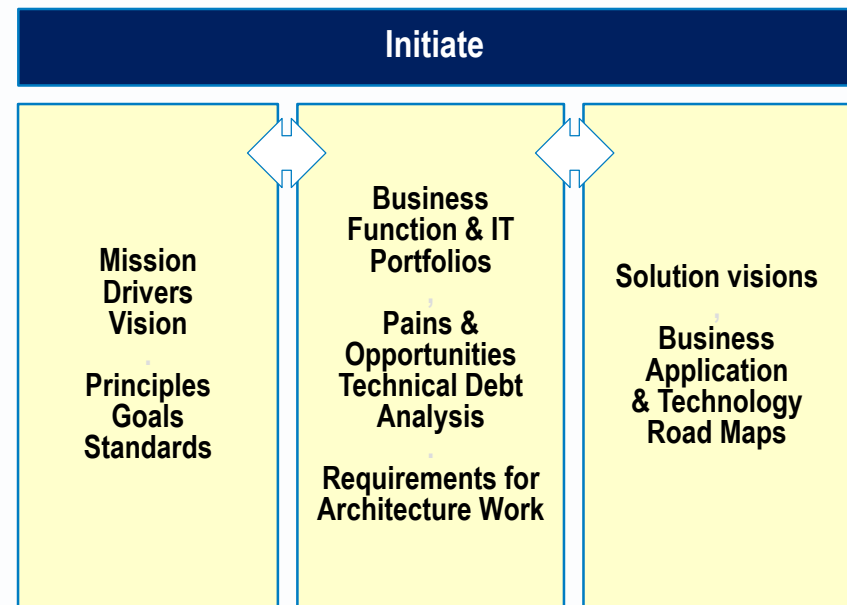 Initiate
Mission
Drivers
Vision
.
Principles
Goals
Standards
Business
Function & IT
Portfolios
,
Pains &
Opportunities
Technical Debt
Analysis
.
Requirements for
Architecture Work
Solution visions
,
Business
Application
& Technology
Road Maps